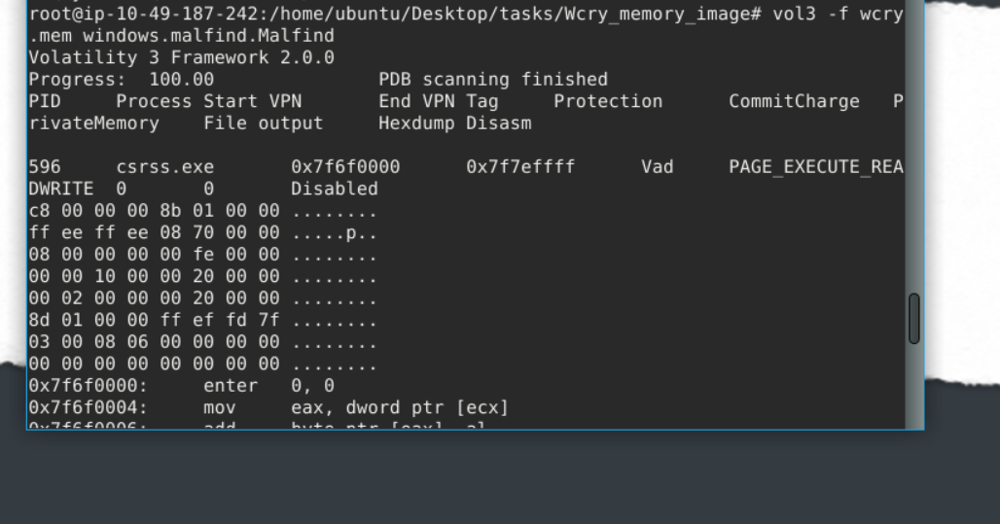 root@ip-10-49-187-242:/home/ubuntu/Desktop/tasks/Wcry_memory_image# vol3 -f wcry
.mem windows.malfind.Malfind
Volatility 3 Framework 2.0.0
Progress:  100.00               PDB scanning finished
PID     Process Start VPN       End VPN Tag     Protection      CommitCharge   P
rivateMemory    File output     Hexdump Disasm

596     csrss.exe       0x7f6f0000      0x7f7effff      Vad     PAGE_EXECUTE_REA
DWRITE  0       0       Disabled
c8 00 00 00 8b 01 00 00 ........
ff ee ff ee 08 70 00 00 .....p..
08 00 00 00 00 fe 00 00 ........
00 00 10 00 00 20 00 00 ........
00 02 00 00 00 20 00 00 ........
8d 01 00 00 ff ef fd 7f ........
03 00 08 06 00 00 00 00 ........
00 00 00 00 00 00 00 00 ........
0x7f6f0000:     enter   0, 0
0x7f6f0004:     mov     eax, dword ptr [ecx]
0x7f6f0006:     add     byte ptr [eax], al